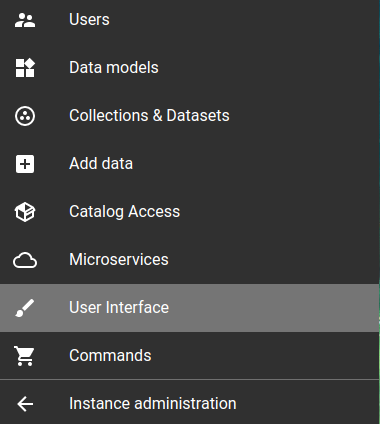 Users
Data models
Collections & Datasets
Add data
Catalog Access
Microservices
User Interface
Commands
Instance administration